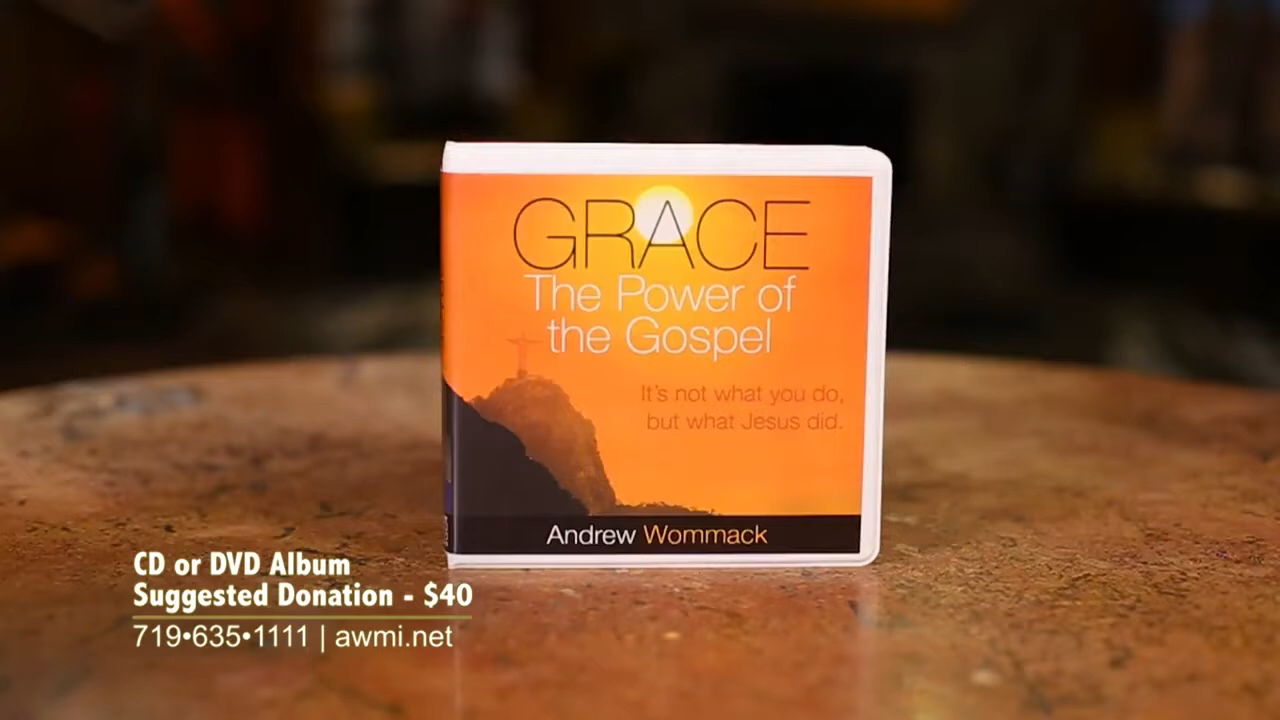 GRACE
The Power of
the Gospel
It's not what you do,
but what Jesus did.
Andrew Wommack
CD or DVD Album
Suggested Donation - $40
719•635•1111 | awmi.net